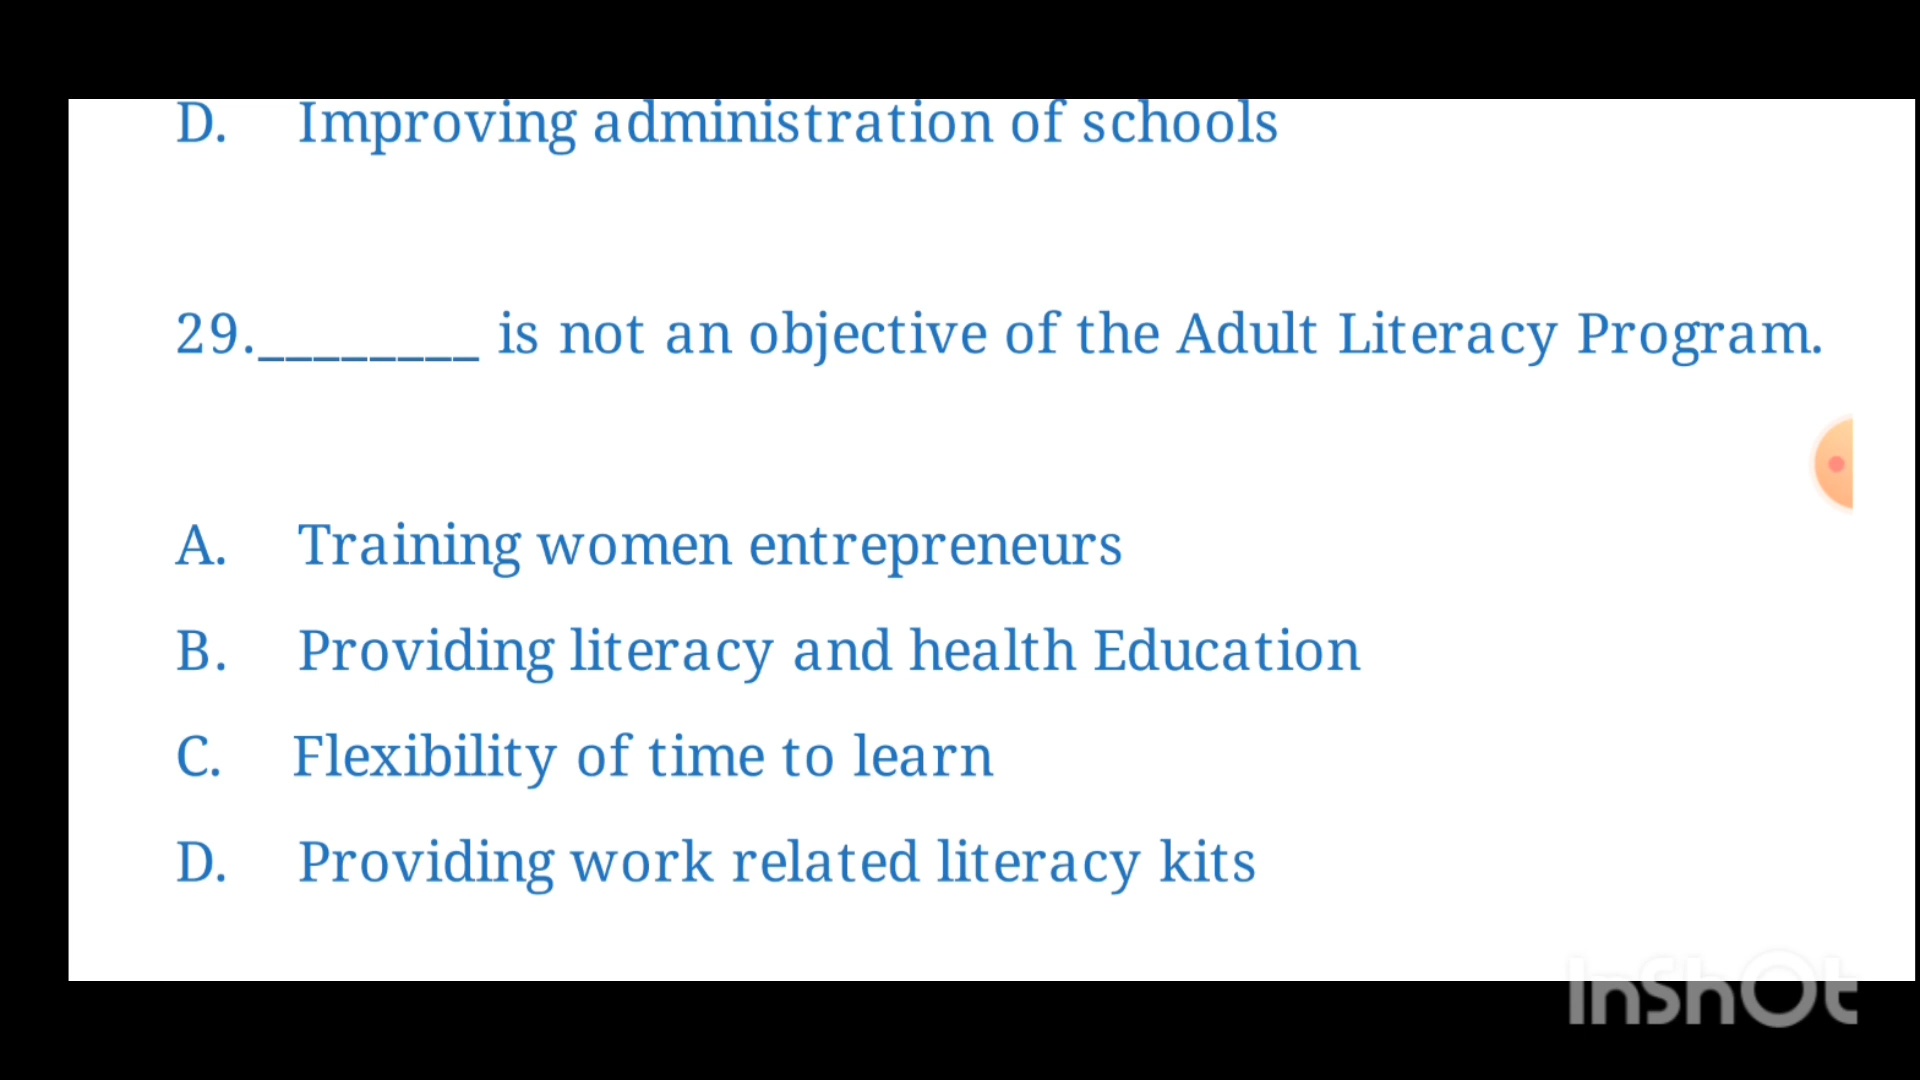 D. Improving administration of schools
29.________ is not an objective of the Adult Literacy Program.
A. Training women entrepreneurs
B. Providing literacy and health Education
C. Flexibility of time to learn
D. Providing work related literacy kits
InShOt